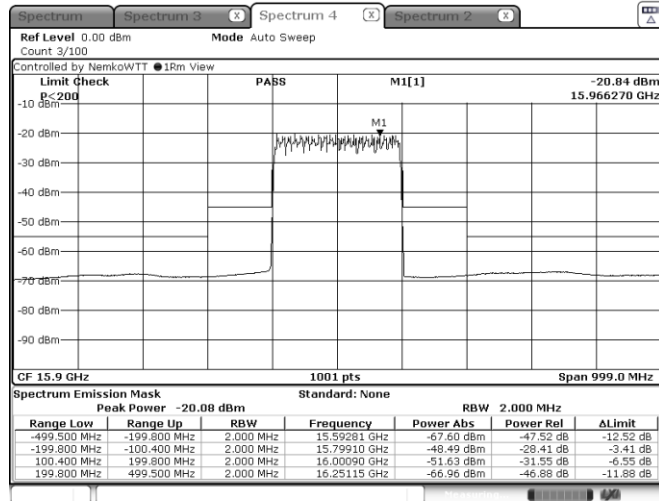 Spectrum Spectrum 3 X Spectrum 4 X Spectrum 2 X
Ref Level 0.00 dBm Mode Auto Sweep
Count 3/100
Controlled by NemkoWTT ●1Rm View
Limit Check PASS M1[1] -20.84 dBm
P<200 15.966270 GHz
-10 dBm
M1
-20 dBm
-30 dBm
-40 dBm
-50 dBm
-60 dBm
-70 dBm
-80 dBm
-90 dBm
CF 15.9 GHz 1001 pts Span 999.0 MHz
Spectrum Emission Mask Standard: None
Peak Power -20.08 dBm RBW 2.000 MHz
Range Low Range Up RBW Frequency Power Abs Power Rel ΔLimit
-499.500 MHz -199.800 MHz 2.000 MHz 15.59281 GHz -67.60 dBm -47.52 dB -12.52 dB
-199.800 MHz -100.400 MHz 2.000 MHz 15.79910 GHz -48.49 dBm -28.41 dB -3.41 dB
100.400 MHz 199.800 MHz 2.000 MHz 16.00090 GHz -51.63 dBm -31.55 dB -6.55 dB
199.800 MHz 499.500 MHz 2.000 MHz 16.25115 GHz -66.96 dBm -46.88 dB -11.88 dB